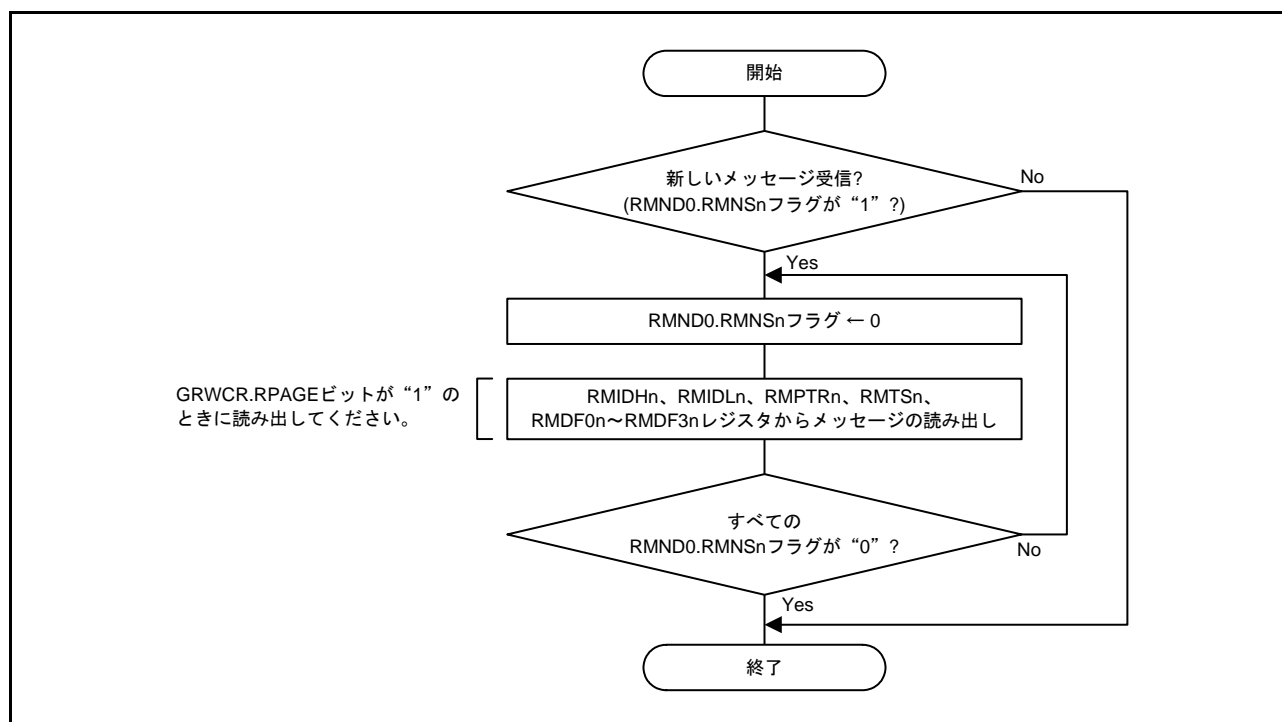 開始
新しいメッセージ受信?
(RMND0.RMNSnフラグが“1”?)
No
Yes
RMND0.RMNSnフラグ ← 0
GRWCR.RPAGEビットが“1”の
ときに読み出してください。
RMIDHn、RMIDLn、RMPTRn、RMTSn、
RMDF0n～RMDF3nレジスタからメッセージの読み出し
すべての
RMND0.RMNSnフラグが“0”?
No
Yes
終了